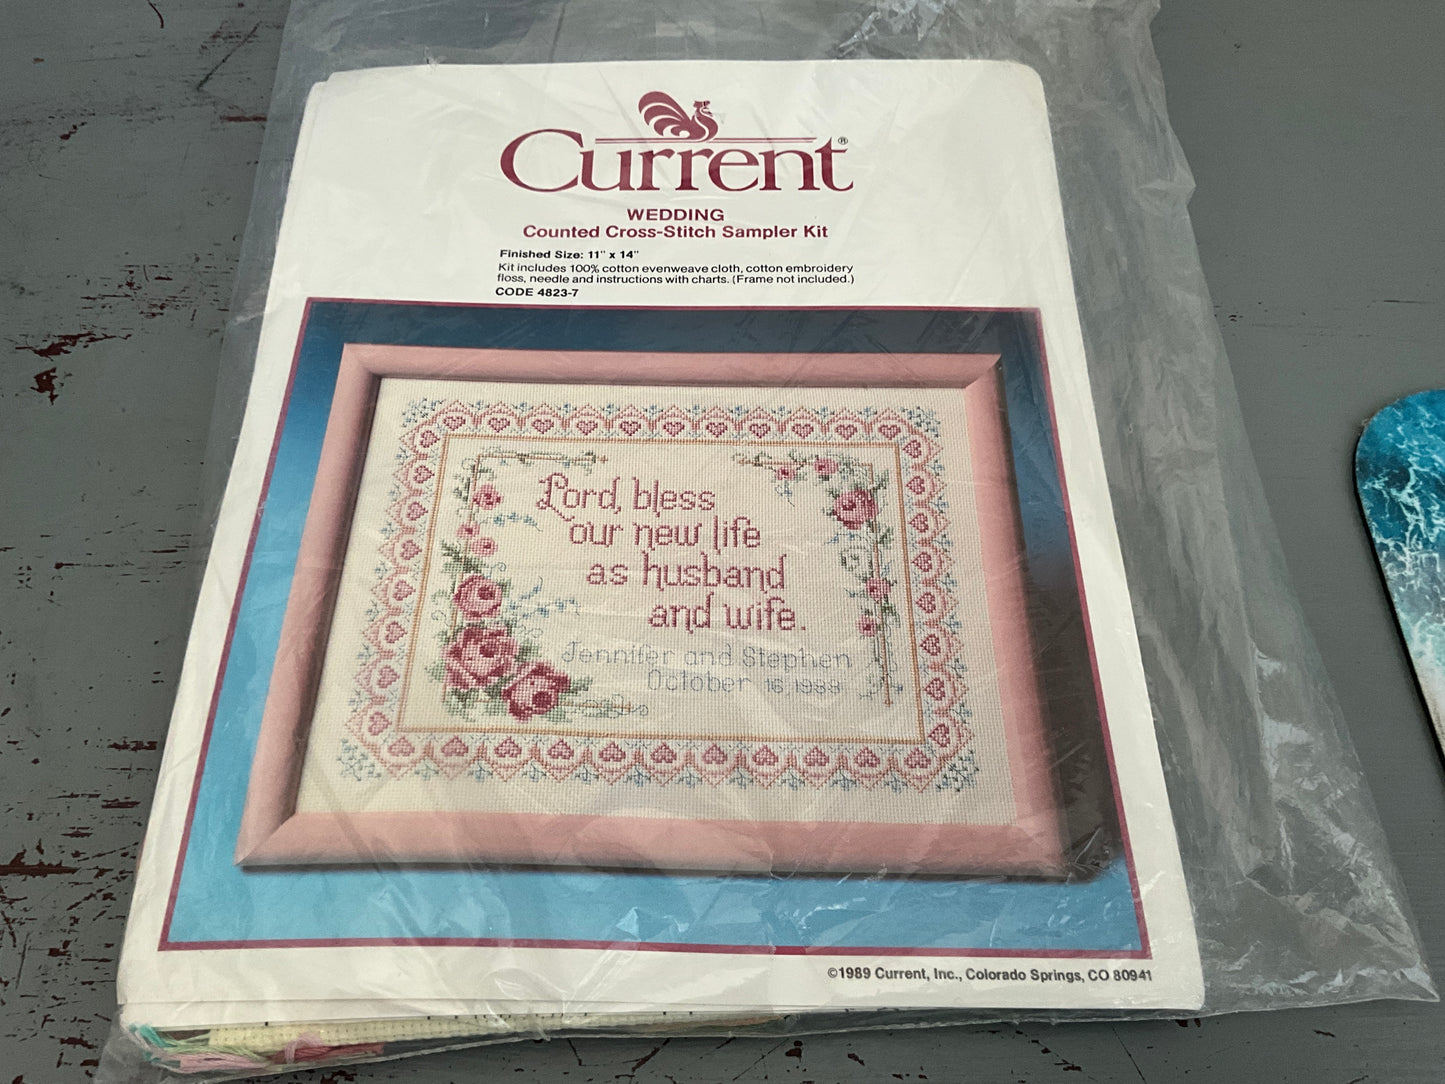 Current®
WEDDING
Counted Cross-Stitch Sampler Kit
Finished Size: 11" x 14"
Kit includes 100% cotton evenweave cloth, cotton embroidery
floss, needle and instructions with charts. (Frame not included.)
CODE 4823-7
Lord, bless
our new life
as husband
and wife.
Jennifer and Stephen
October 16, 1988
©1989 Current, Inc., Colorado Springs, CO 80941